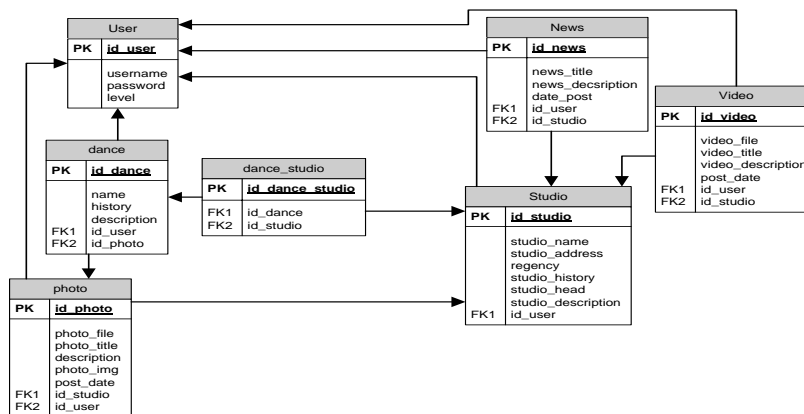 User
PK id_user
username
password
level
News
PK id_news
news_title
news_decsription
date_post
FK1 id_user
FK2 id_studio
Video
PK id_video
video_file
video_title
video_description
post_date
FK1 id_user
FK2 id_studio
dance
PK id_dance
name
history
description
FK1 id_user
FK2 id_photo
dance_studio
PK id_dance_studio
FK1 id_dance
FK2 id_studio
Studio
PK id_studio
studio_name
studio_address
regency
studio_history
studio_head
studio_description
FK1 id_user
photo
PK id_photo
photo_file
photo_title
description
photo_img
post_date
FK1 id_studio
FK2 id_user